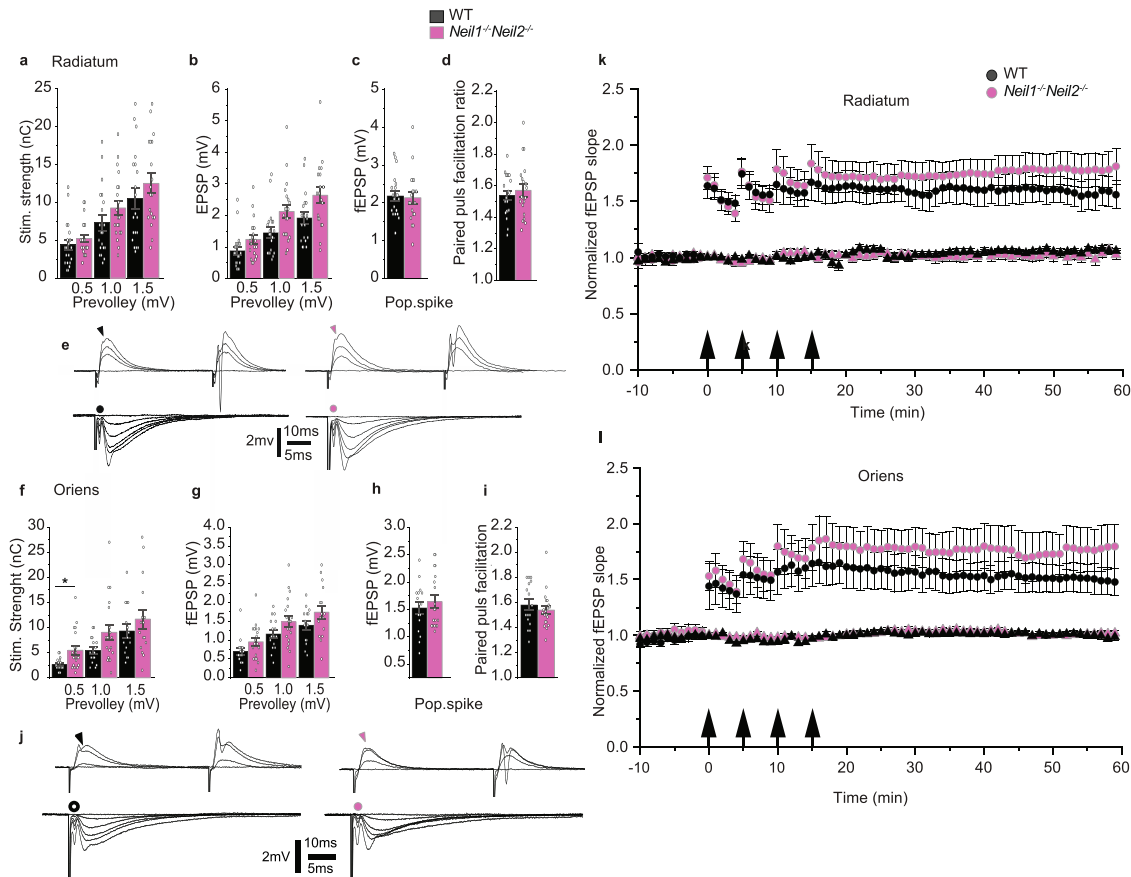 WT
Neil1-/-Neil2-/-
a Radiatum
b
c
d
Stim. strength (nC)
25
20
15
10
5
0
0.5 1.0 1.5
Prevolley (mV)
EPSP (mV)
6
5
4
3
2
1
0
0.5 1.0 1.5
Prevolley (mV)
fEPSP (mV)
5
4
3
2
1
0
Pop.spike
Paired puls facilitation ratio
2.2
2.0
1.8
1.6
1.4
1.2
1.0
e
2mv
10ms
5ms
f Oriens
g
h
i
Stim. Strenght (nC)
30
25
20
15
10
5
0
*
0.5 1.0 1.5
Prevolley (mV)
fEPSP (mV)
4.0
3.5
3.0
2.5
2.0
1.5
1.0
0.5
0.0
0.5 1.0 1.5
Prevolley (mV)
fEPSP (mV)
3.0
2.5
2.0
1.5
1.0
0.5
Pop.spike
Paired puls facilitation
2.2
2.0
1.8
1.6
1.4
1.2
1.0
j
2mV
10ms
5ms
k
WT
Neil1-/-Neil2-/-
Radiatum
Normalized fEPSP slope
2.5
2.0
1.5
1.0
0.5
0.0
x
-10 0 10 20 30 40 50 60
Time (min)
l
Oriens
Normalized fEPSP slope
2.5
2.0
1.5
1.0
0.5
0.0
-10 0 10 20 30 40 50 60
Time (min)